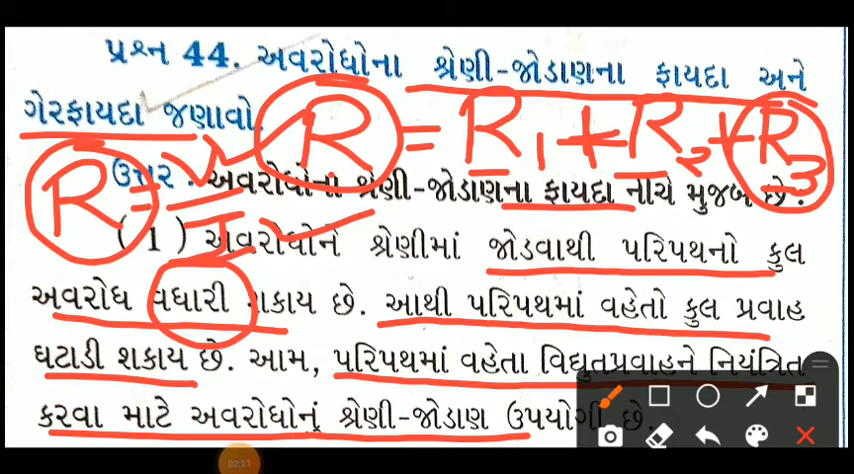 પ્રશ્ન 44. અવરોધોના શ્રેણી-જોડાણના ફાયદા અને
ગેરફાયદા જણાવો.
R = R1 + R2 + R3
R = V/I
ઉત્તર : અવરોધોના શ્રેણી-જોડાણના ફાયદા નીચે મુજબ છે :
( 1 ) અવરોધોને શ્રેણીમાં જોડવાથી પરિપથનો કુલ
અવરોધ વધારી શકાય છે. આથી પરિપથમાં વહેતો કુલ પ્રવાહ
ઘટાડી શકાય છે. આમ, પરિપથમાં વહેતા વિદ્યુતપ્રવાહને નિયંત્રિત
કરવા માટે અવરોધોનું શ્રેણી-જોડાણ ઉપયોગી છે.
02:11